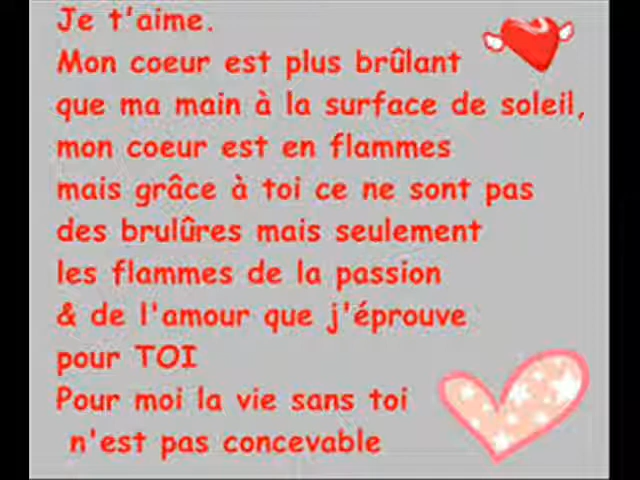 Je t'aime.
Mon coeur est plus brûlant
que ma main à la surface de soleil,
mon coeur est en flammes
mais grâce à toi ce ne sont pas
des brulûres mais seulement
les flammes de la passion
& de l'amour que j'éprouve
pour TOI
Pour moi la vie sans toi
n'est pas concevable